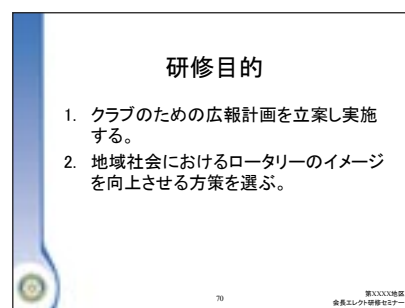 研修目的
1. クラブのための広報計画を立案し実施
する。
2. 地域社会におけるロータリーのイメージ
を向上させる方策を選ぶ。
70
第XXXX地区
会長エレクト研修セミナー